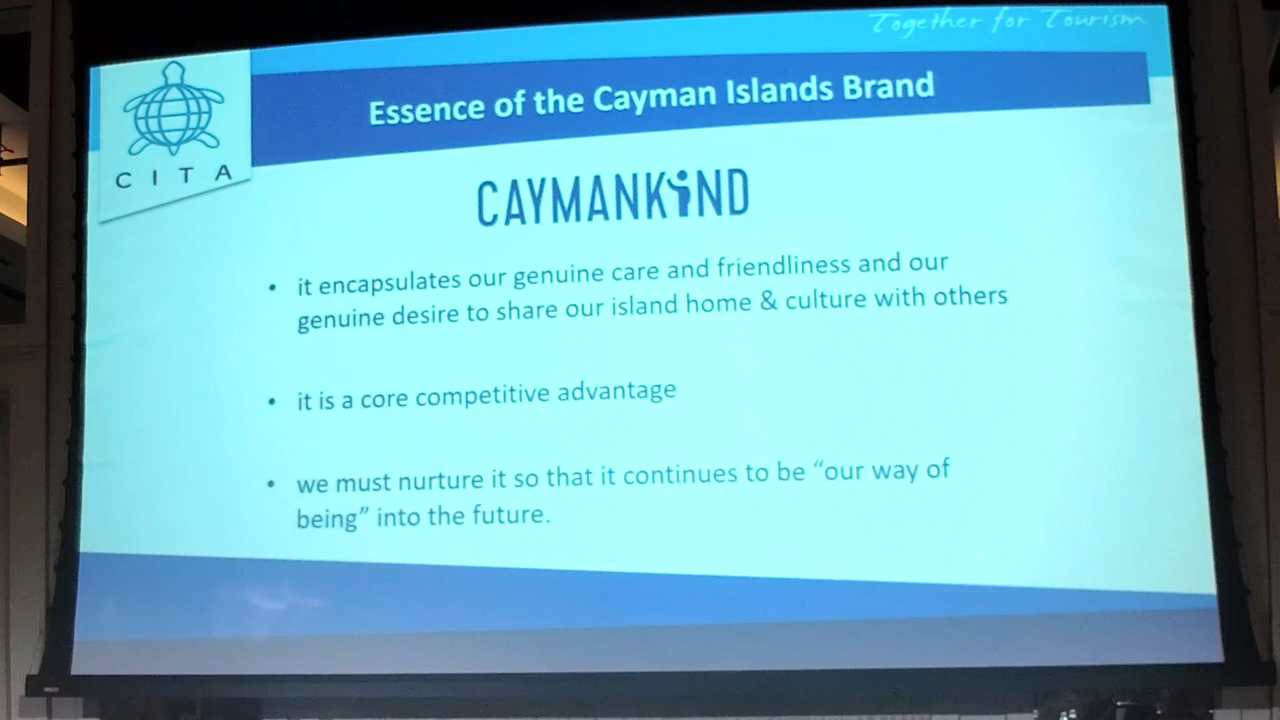 Together for Tourism
Essence of the Cayman Islands Brand
C I T A
CAYMANKIND
• it encapsulates our genuine care and friendliness and our
genuine desire to share our island home & culture with others
• it is a core competitive advantage
• we must nurture it so that it continues to be “our way of
being” into the future.